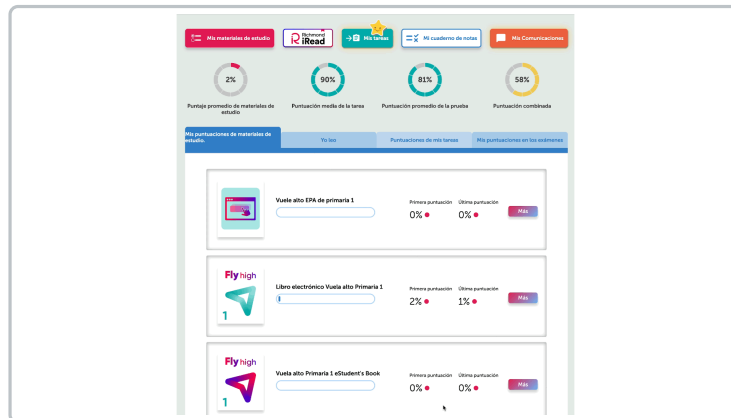 Mis materiales de estudio
Richmond
iRead
Mis tareas
Mi cuaderno de notas
Mis Comunicaciones
2%
90%
81%
58%
Puntaje promedio de materiales de
estudio
Puntuación media de la tarea
Puntuación promedio de la prueba
Puntuación combinada
Mis puntuaciones de materiales de
estudio.
Yo leo
Puntuaciones de mis tareas
Mis puntuaciones en los exámenes
Vuele alto EPA de primaria 1
Primera puntuación
Última puntuación
0%
0%
Más
Fly high
1
Libro electrónico Vuela alto Primaria 1
Primera puntuación
Última puntuación
2%
1%
Más
Fly high
1
Vuela alto Primaria 1 eStudent's Book
Primera puntuación
Última puntuación
0%
0%
Más